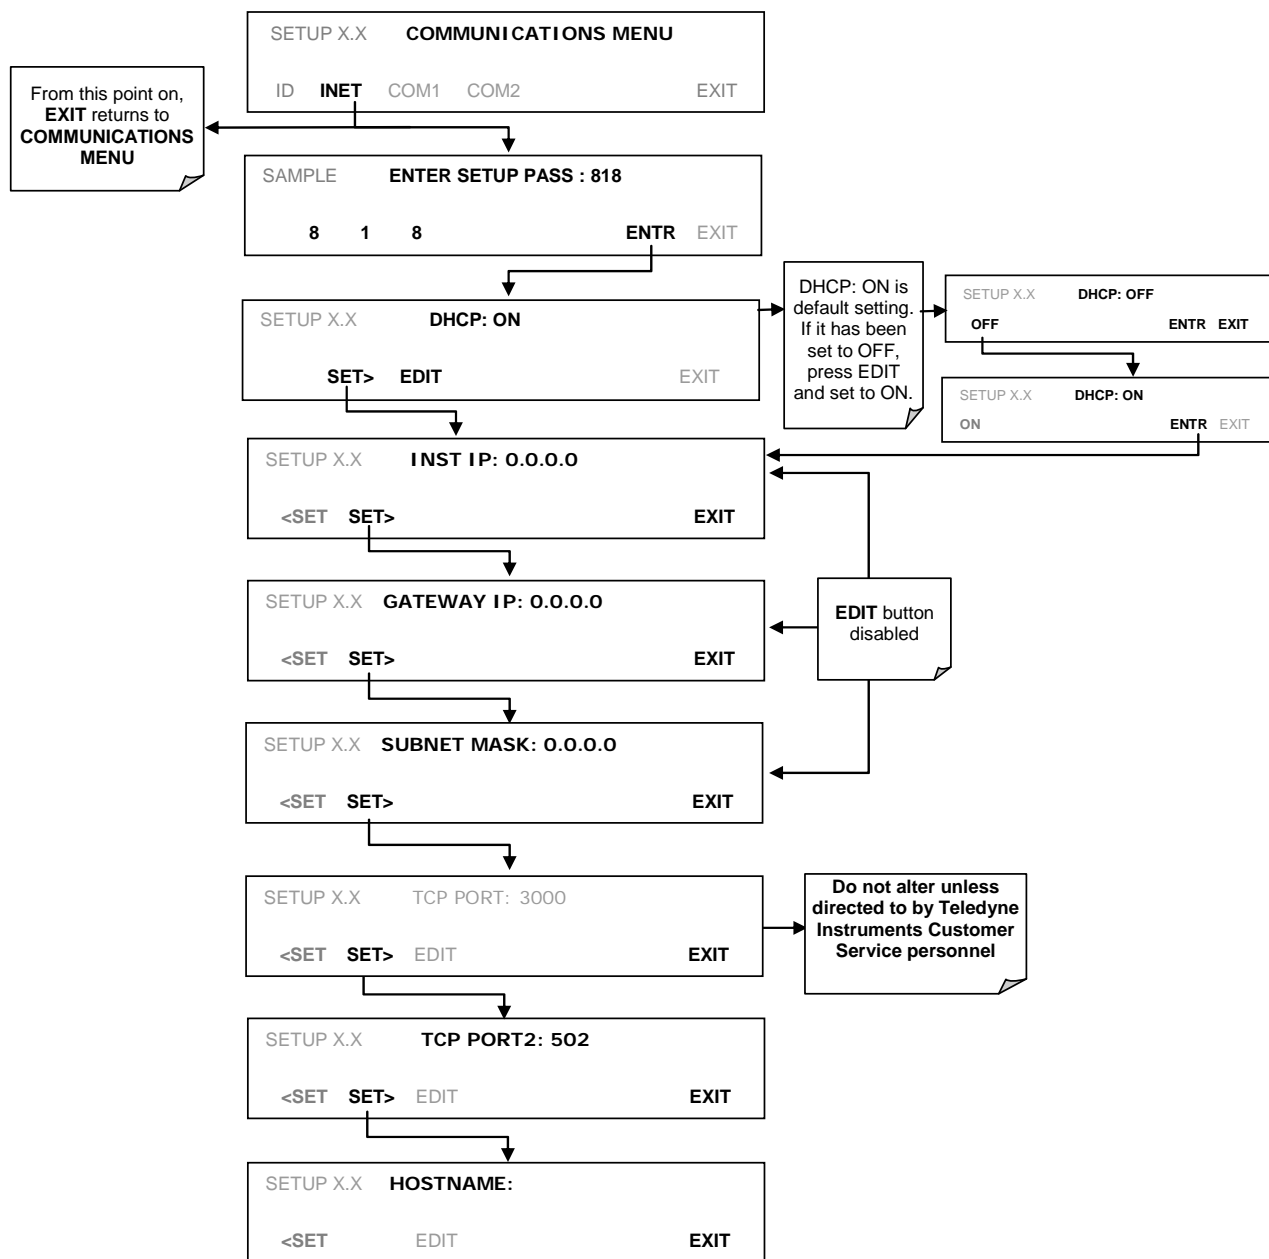 SETUP X.X COMMUNICATIONS MENU
ID INET COM1 COM2 EXIT
From this point on,
EXIT returns to
COMMUNICATIONS
MENU
SAMPLE ENTER SETUP PASS : 818
8 1 8 ENTR EXIT
SETUP X.X DHCP: ON
SET> EDIT EXIT
DHCP: ON is
default setting.
If it has been
set to OFF,
press EDIT
and set to ON.
SETUP X.X DHCP: OFF
OFF ENTR EXIT
SETUP X.X DHCP: ON
ON ENTR EXIT
SETUP X.X INST IP: 0.0.0.0
<SET SET> EXIT
SETUP X.X GATEWAY IP: 0.0.0.0
<SET SET> EXIT
EDIT button
disabled
SETUP X.X SUBNET MASK: 0.0.0.0
<SET SET> EXIT
SETUP X.X TCP PORT: 3000
<SET SET> EDIT EXIT
Do not alter unless
directed to by Teledyne
Instruments Customer
Service personnel
SETUP X.X TCP PORT2: 502
<SET SET> EDIT EXIT
SETUP X.X HOSTNAME:
<SET EDIT EXIT